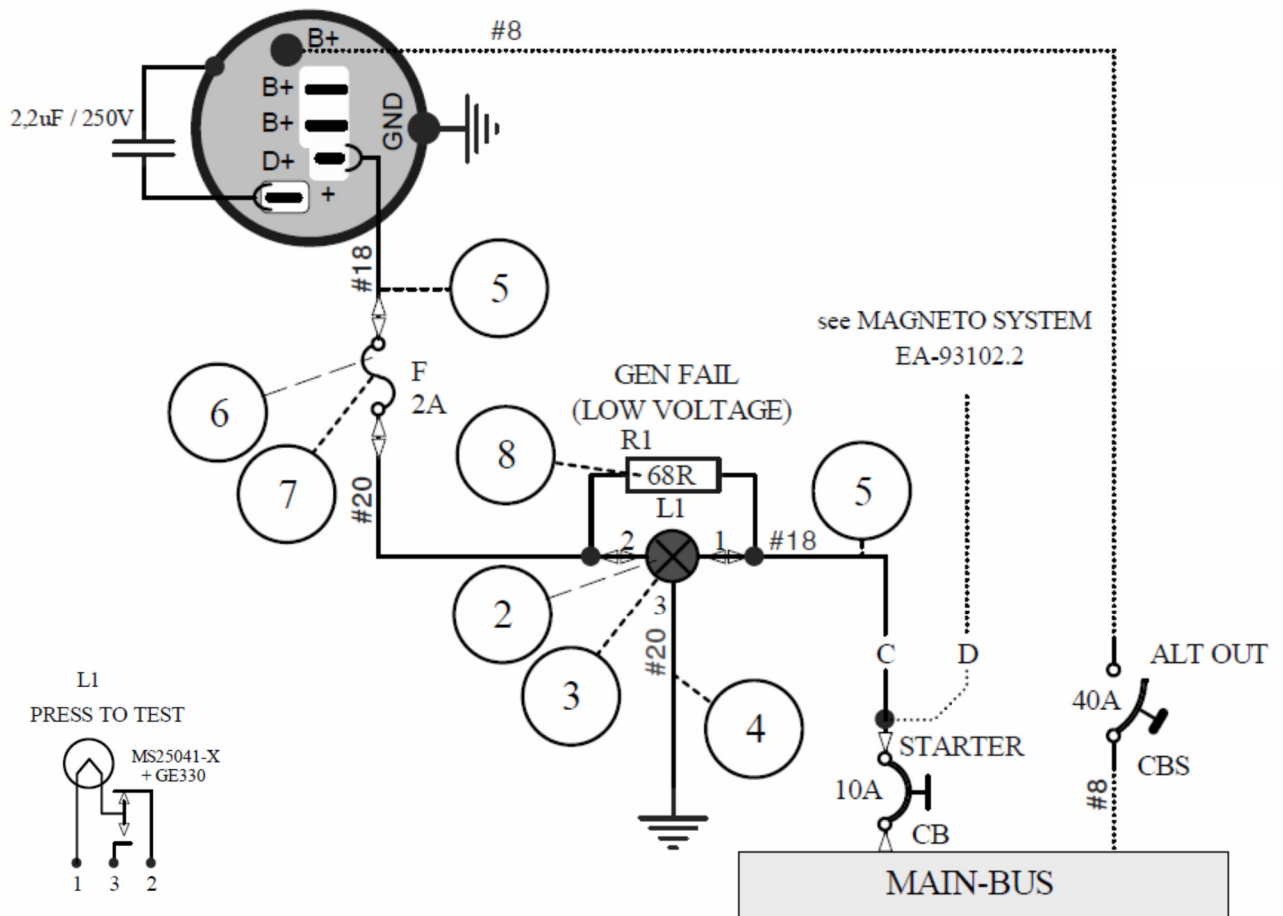 B+
#8
B+
B+
GND
D+
+
2,2uF / 250V
#18
5
see MAGNETO SYSTEM
EA-93102.2
F
2A
6
7
GEN FAIL
(LOW VOLTAGE)
R1
68R
8
L1
5
#20
2
1
#18
2
3
3
#20
4
C
D
ALT OUT
40A
CBS
STARTER
10A
CB
#8
MAIN-BUS
L1
PRESS TO TEST
MS25041-X
+ GE330
1 3 2